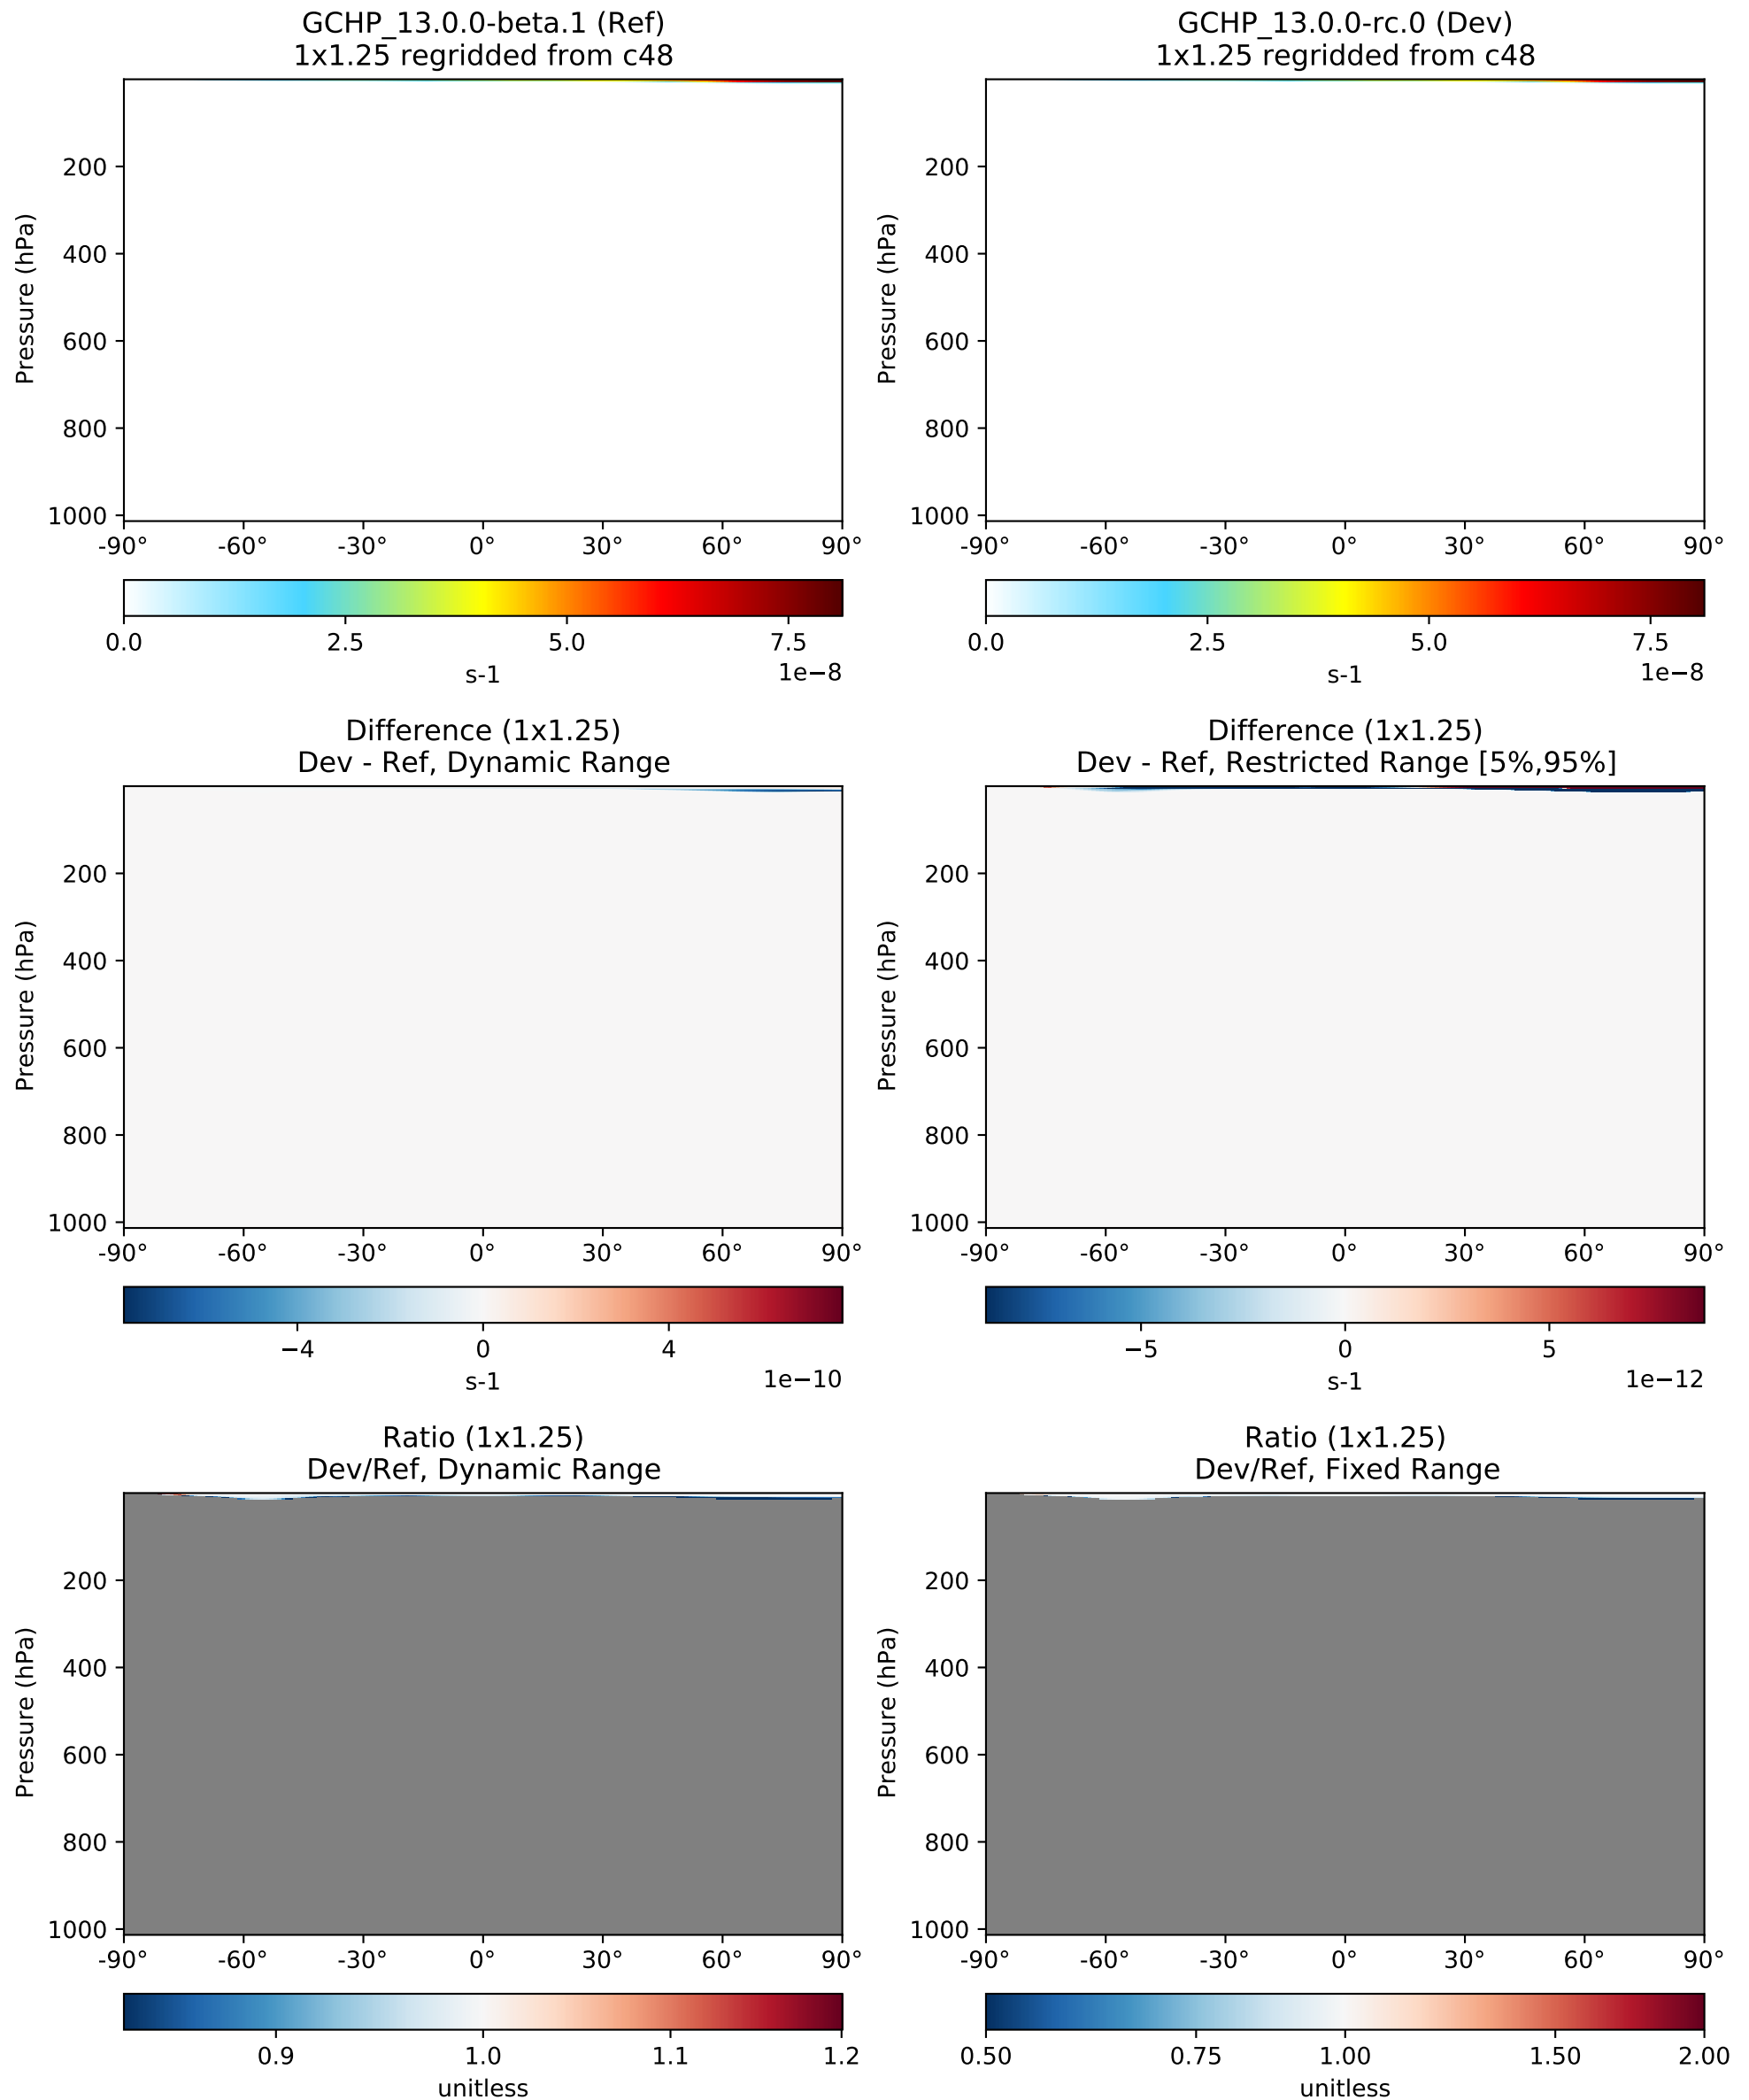 GCHP_13.0.0-beta.1 (Ref)
1x1.25 regridded from c48
Pressure (hPa)
200
400
600
800
1000
-90° -60° -30° 0° 30° 60° 90°
0.0 2.5 5.0 7.5
1e−8
s-1
GCHP_13.0.0-rc.0 (Dev)
1x1.25 regridded from c48
Pressure (hPa)
200
400
600
800
1000
-90° -60° -30° 0° 30° 60° 90°
0.0 2.5 5.0 7.5
1e−8
s-1
Difference (1x1.25)
Dev - Ref, Dynamic Range
Pressure (hPa)
200
400
600
800
1000
-90° -60° -30° 0° 30° 60° 90°
−4 0 4
1e−10
s-1
Difference (1x1.25)
Dev - Ref, Restricted Range [5%,95%]
Pressure (hPa)
200
400
600
800
1000
-90° -60° -30° 0° 30° 60° 90°
−5 0 5
1e−12
s-1
Ratio (1x1.25)
Dev/Ref, Dynamic Range
Pressure (hPa)
200
400
600
800
1000
-90° -60° -30° 0° 30° 60° 90°
0.9 1.0 1.1 1.2
unitless
Ratio (1x1.25)
Dev/Ref, Fixed Range
Pressure (hPa)
200
400
600
800
1000
-90° -60° -30° 0° 30° 60° 90°
0.50 0.75 1.00 1.50 2.00
unitless